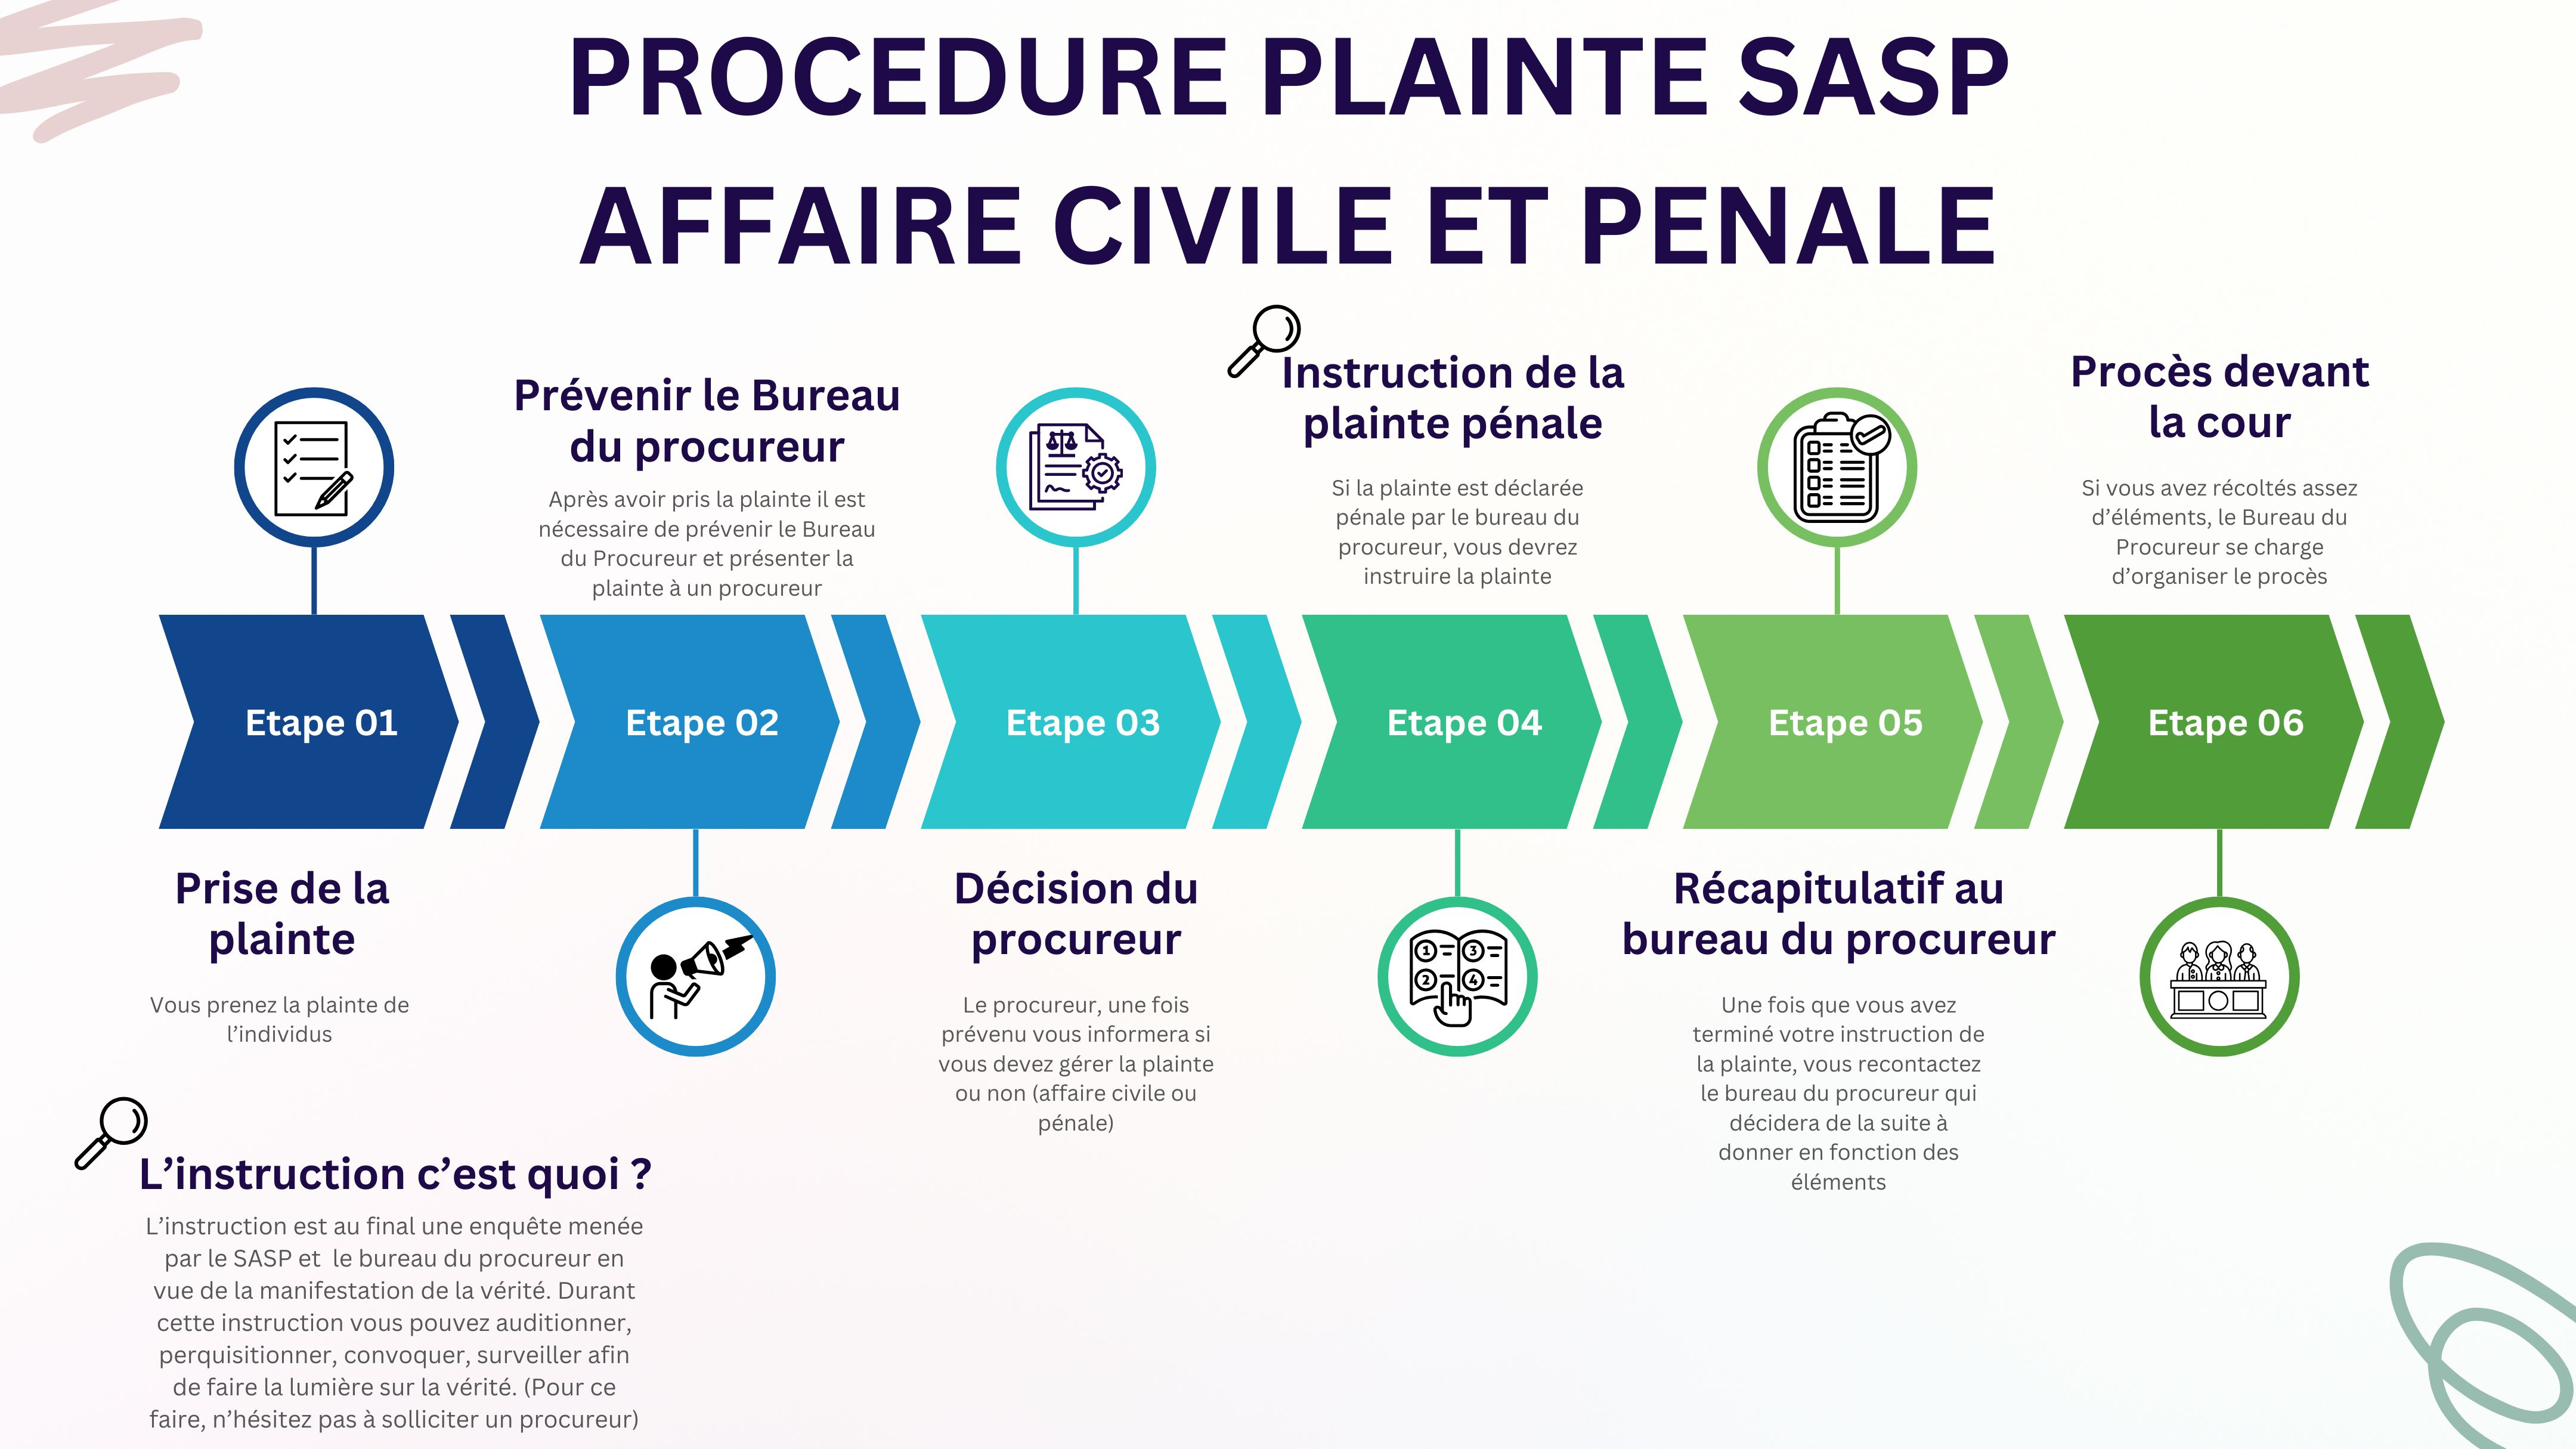 PROCEDURE PLAINTE SASP
AFFAIRE CIVILE ET PENALE
Etape 01
Prise de la
plainte
Vous prenez la plainte de
l’individus
Prévenir le Bureau
du procureur
Après avoir pris la plainte il est
nécessaire de prévenir le Bureau
du Procureur et présenter la
plainte à un procureur
Etape 02
Etape 03
Décision du
procureur
Le procureur, une fois
prévenu vous informera si
vous devez gérer la plainte
ou non (affaire civile ou
pénale)
Instruction de la
plainte pénale
Si la plainte est déclarée
pénale par le bureau du
procureur, vous devrez
instruire la plainte
Etape 04
1
2
3
4
Etape 05
Récapitulatif au
bureau du procureur
Une fois que vous avez
terminé votre instruction de
la plainte, vous recontactez
le bureau du procureur qui
décidera de la suite à
donner en fonction des
éléments
Procès devant
la cour
Si vous avez récoltés assez
d’éléments, le Bureau du
Procureur se charge
d’organiser le procès
Etape 06
L’instruction c’est quoi ?
L’instruction est au final une enquête menée
par le SASP et  le bureau du procureur en
vue de la manifestation de la vérité. Durant
cette instruction vous pouvez auditionner,
perquisitionner, convoquer, surveiller afin
de faire la lumière sur la vérité. (Pour ce
faire, n’hésitez pas à solliciter un procureur)